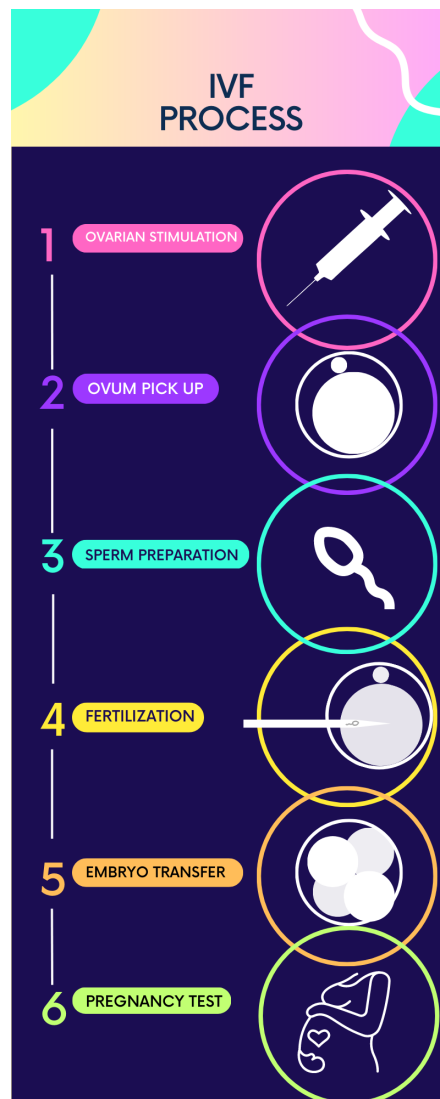 IVF
PROCESS
1 OVARIAN STIMULATION
2 OVUM PICK UP
3 SPERM PREPARATION
4 FERTILIZATION
5 EMBRYO TRANSFER
6 PREGNANCY TEST